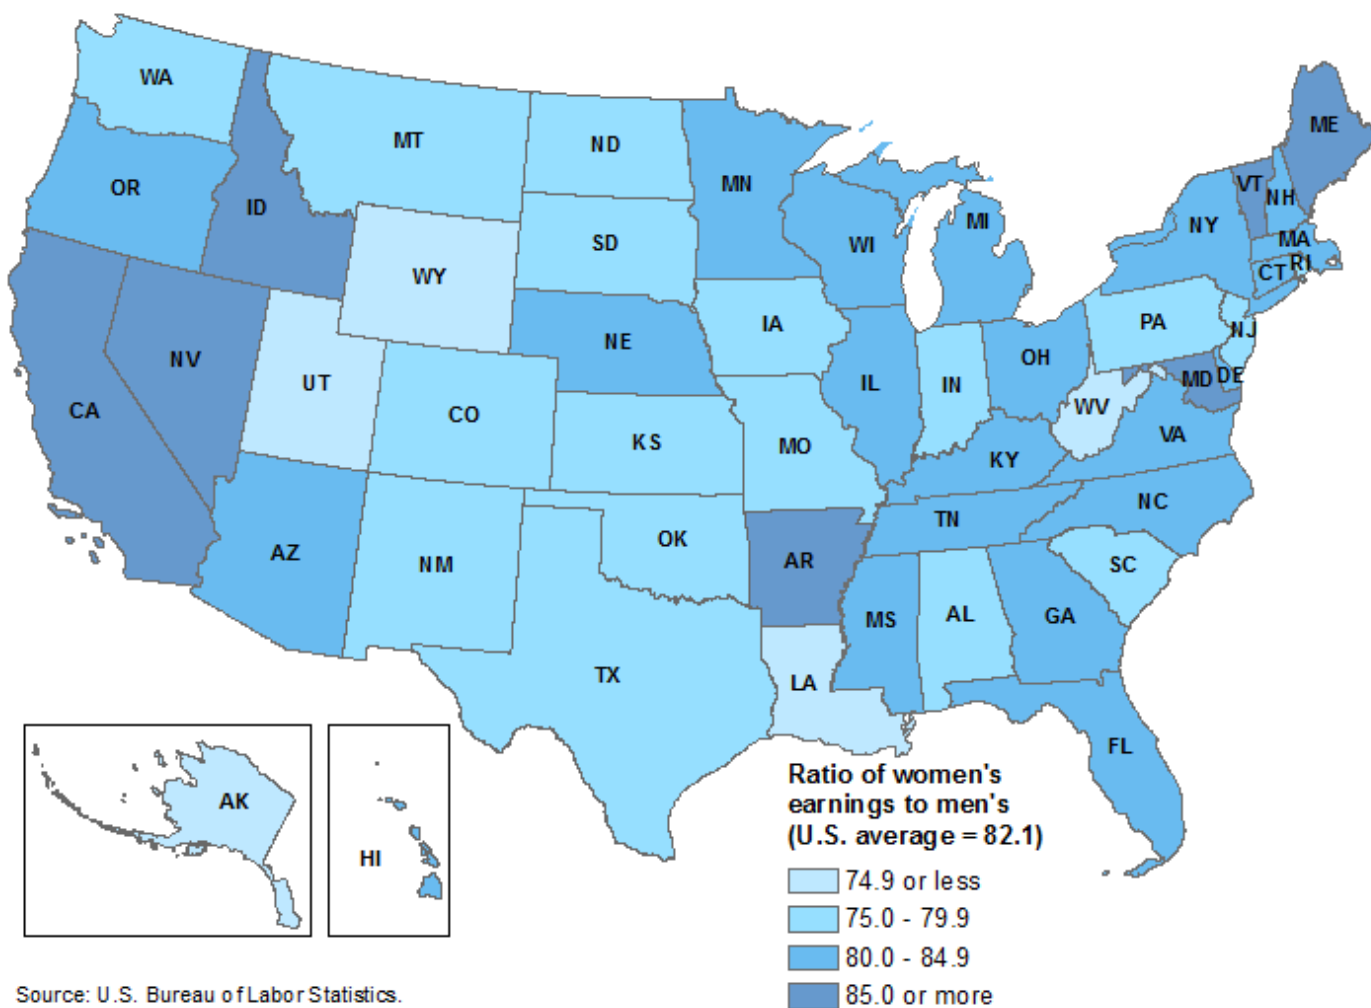 WA
MT
ND
MN
OR
ID
SD
WI
MI
WY
ME
VT
NH
NY
MA
CT
RI
NE
IA
PA
NJ
NV
UT
CO
IL
IN
OH
MD
DE
CA
KS
MO
WV
VA
KY
AZ
NM
OK
AR
TN
NC
SC
TX
LA
MS
AL
GA
FL
AK
HI
Ratio of women's
earnings to men's
(U.S. average = 82.1)
74.9 or less
75.0 - 79.9
80.0 - 84.9
85.0 or more
Source: U.S. Bureau of Labor Statistics.